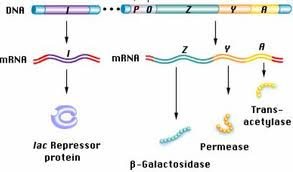 DNA I P O Z Y A
mRNA I mRNA Z Y A
Trans-
acetylase
lac Repressor
protein
Permease
β-Galactosidase